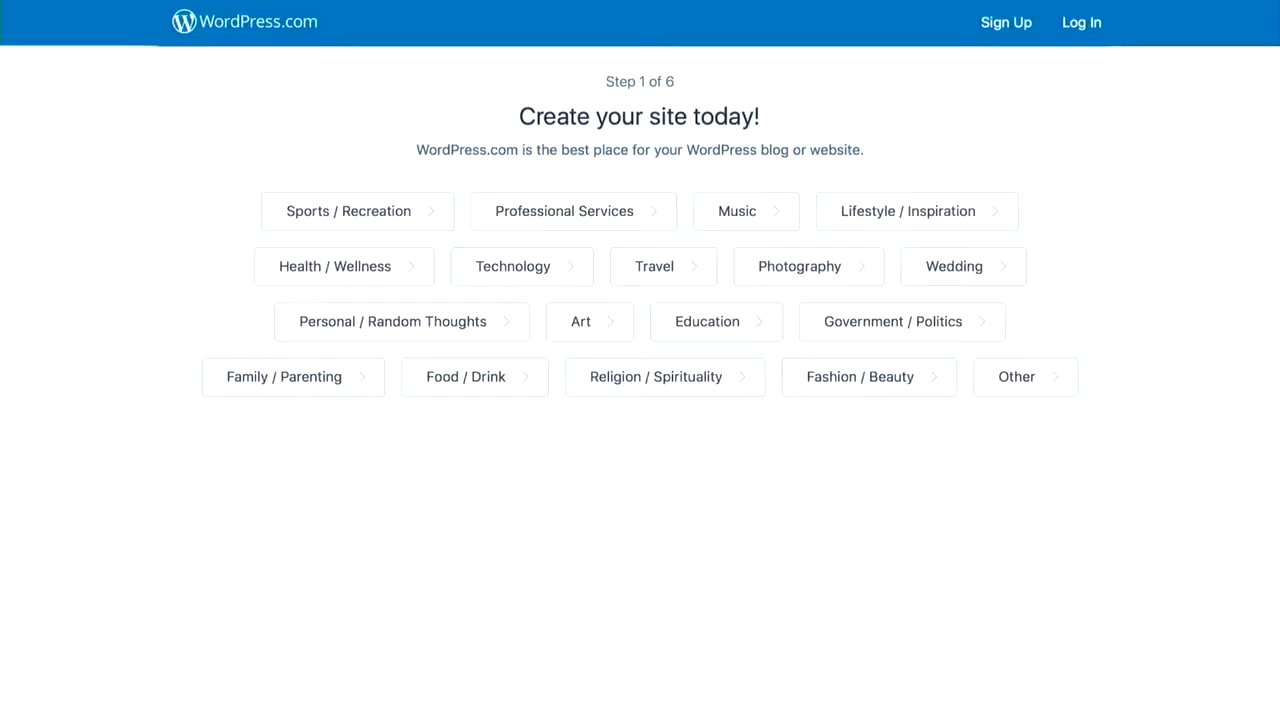 WordPress.com Sign Up Log In
Step 1 of 6
Create your site today!
WordPress.com is the best place for your WordPress blog or website.
Sports / Recreation Professional Services Music Lifestyle / Inspiration
Health / Wellness Technology Travel Photography Wedding
Personal / Random Thoughts Art Education Government / Politics
Family / Parenting Food / Drink Religion / Spirituality Fashion / Beauty Other